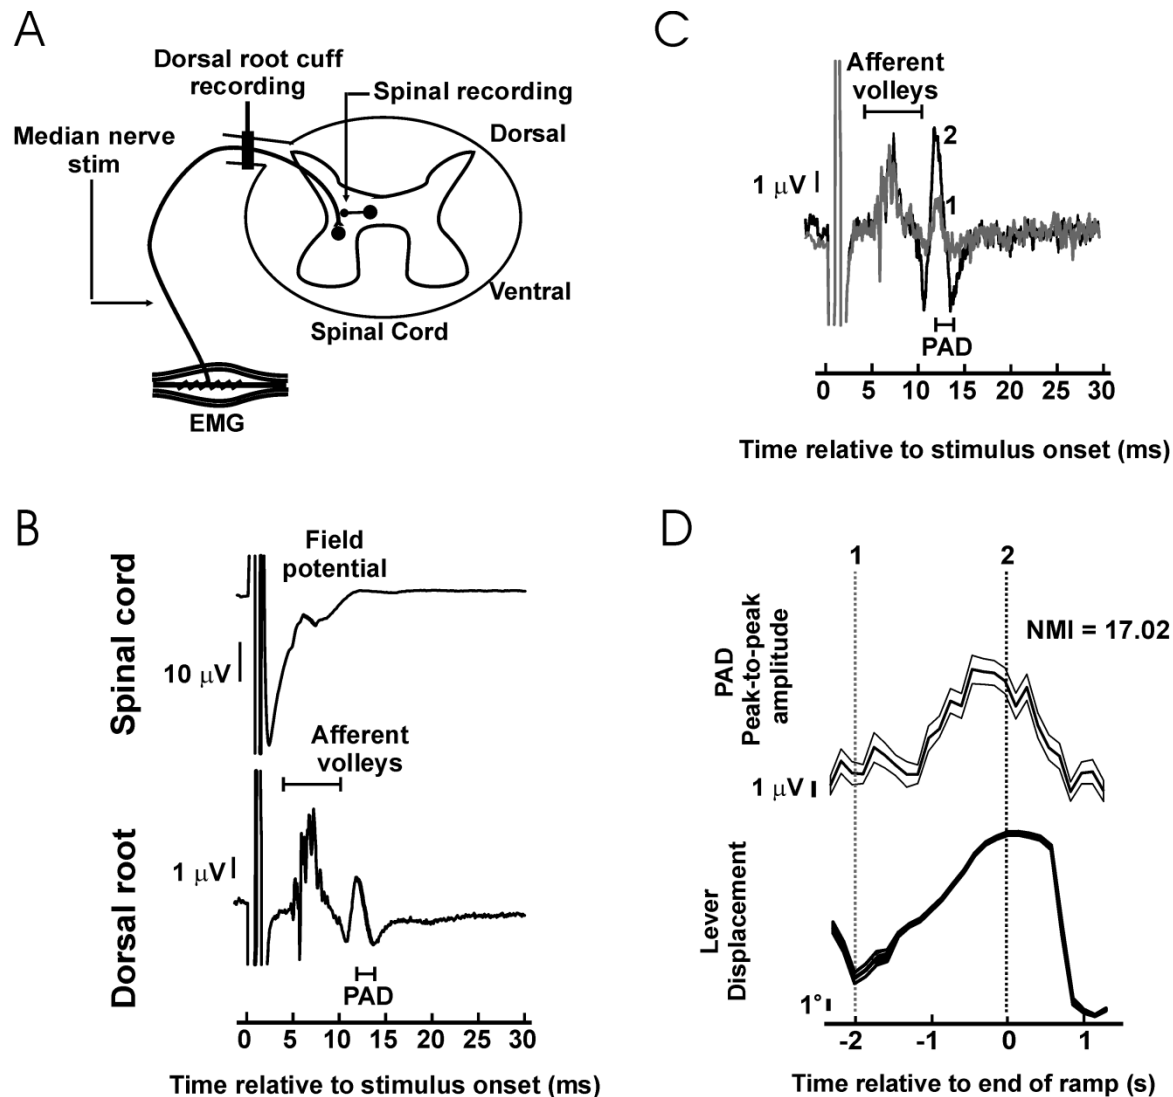 A
Dorsal root cuff
recording
Spinal recording
Median nerve
stim
Dorsal
Ventral
Spinal Cord
EMG
B
Spinal cord
Field
potential
10 µV
Dorsal root
Afferent
volleys
1 µV
PAD
0 5 10 15 20 25 30
Time relative to stimulus onset (ms)
C
Afferent
volleys
2
1 µV
1
PAD
0 5 10 15 20 25 30
Time relative to stimulus onset (ms)
D
1 2
PAD
Peak-to-peak
amplitude
NMI = 17.02
1 µV
Lever
Displacement
1°
-2 -1 0 1
Time relative to end of ramp (s)